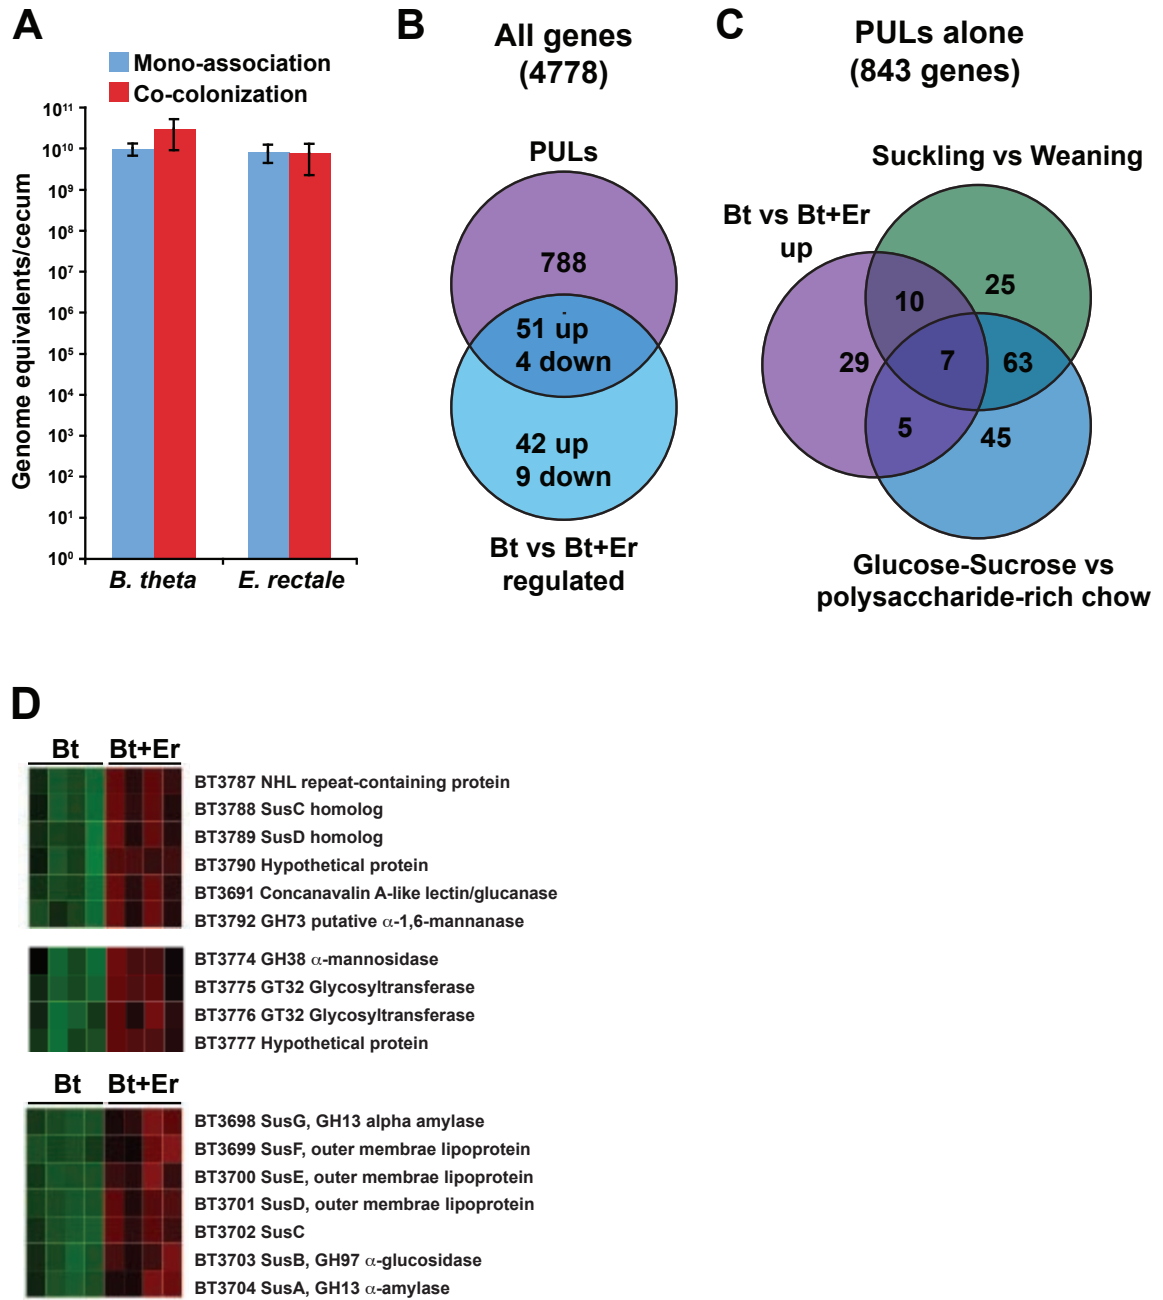 A
Mono-association
Co-colonization
Genome equivalents/cecum
10¹¹
10¹⁰
10⁹
10⁸
10⁷
10⁶
10⁵
10⁴
10³
10²
10¹
10⁰
B. theta
E. rectale
B
All genes
(4778)
PULs
788
51 up
4 down
42 up
9 down
Bt vs Bt+Er
regulated
C
PULs alone
(843 genes)
Suckling vs Weaning
Bt vs Bt+Er
up
25
10
29
7
63
5
45
Glucose-Sucrose vs
polysaccharide-rich chow
D
Bt Bt+Er
BT3787 NHL repeat-containing protein
BT3788 SusC homolog
BT3789 SusD homolog
BT3790 Hypothetical protein
BT3691 Concanavalin A-like lectin/glucanase
BT3792 GH73 putative α-1,6-mannanase
BT3774 GH38 α-mannosidase
BT3775 GT32 Glycosyltransferase
BT3776 GT32 Glycosyltransferase
BT3777 Hypothetical protein
Bt Bt+Er
BT3698 SusG, GH13 alpha amylase
BT3699 SusF, outer membrae lipoprotein
BT3700 SusE, outer membrae lipoprotein
BT3701 SusD, outer membrae lipoprotein
BT3702 SusC
BT3703 SusB, GH97 α-glucosidase
BT3704 SusA, GH13 α-amylase